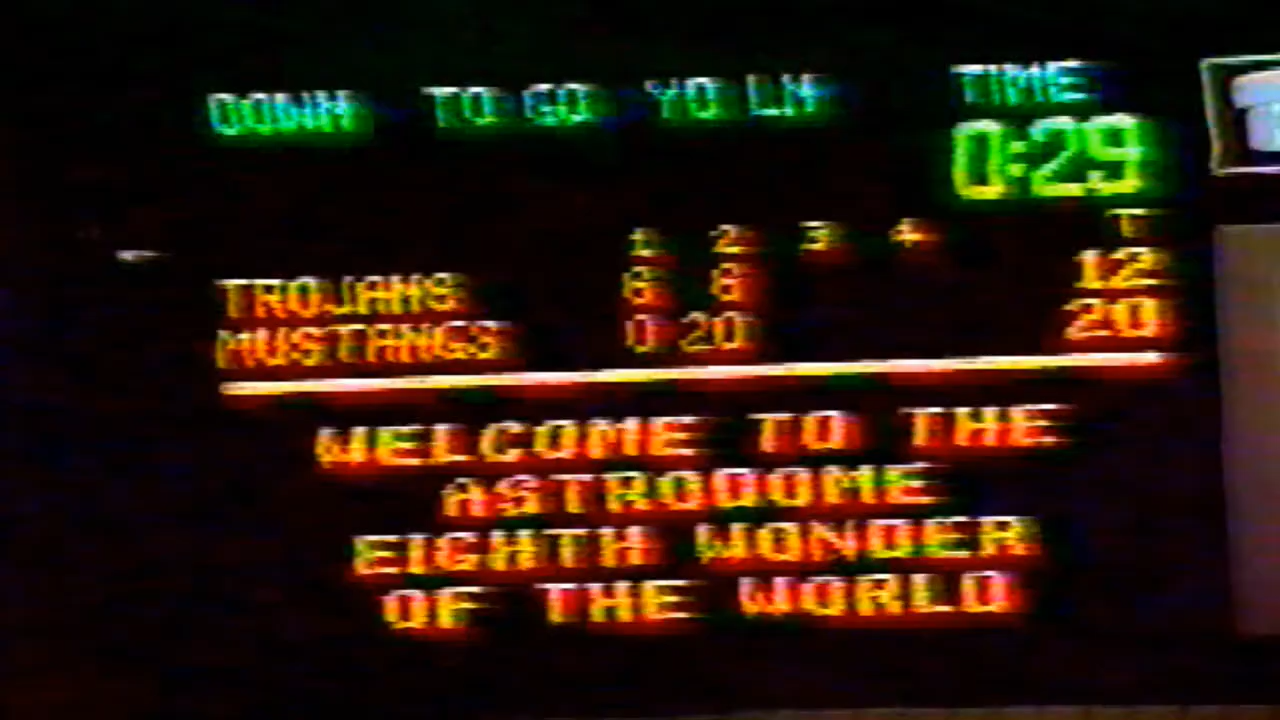 DOWN TO GO YD LN TIME
0:29
1 2 3 4 T
TROJANS 6 6 12
MUSTANGS 0 20 20
WELCOME TO THE
ASTRODOME
EIGHTH WONDER
OF THE WORLD